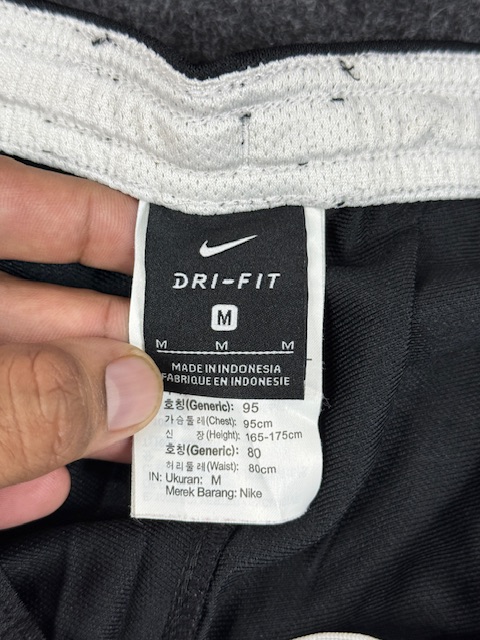 DRI-FIT
M
M M M
MADE IN INDONESIA
FABRIQUE EN INDONESIE
호칭(Generic): 95
가슴둘레(Chest): 95cm
신 장(Height): 165-175cm
호칭(Generic): 80
허리둘레(Waist): 80cm
IN: Ukuran: M
Merek Barang: Nike